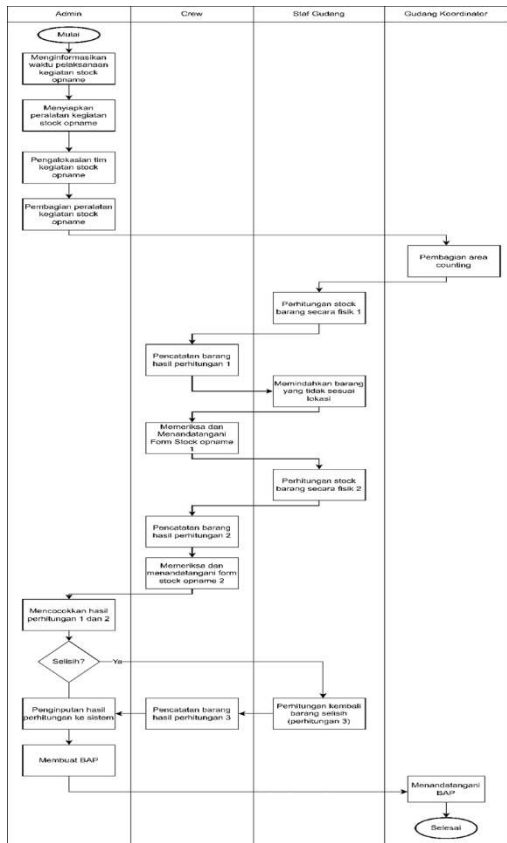 Admin
Crew
Staf Gudang
Gudang Koordinator
Mulai
Menginformasikan
waktu pelaksanaan
kegiatan stock
opname
Menyiapkan
peralatan kegiatan
stock opname
Pengalokasian tim
kegiatan stock
opname
Pembagian peralatan
kegiatan stock
opname
Pembagian area
counting
Perhitungan stock
barang secara fisik 1
Pencatatan barang
hasil perhitungan 1
Memindahkan barang
yang tidak sesuai
lokasi
Memeriksa dan
Menandatangani
Form Stock opname
1
Perhitungan stock
barang secara fisik 2
Pencatatan barang
hasil perhitungan 2
Memeriksa dan
menandatangani form
stock opname 2
Mencocokkan hasil
perhitungan 1 dan 2
Selisih?
Ya
Perhitungan kembali
barang selisih
(perhitungan 3)
Pencatatan barang
hasil perhitungan 3
Penginputan hasil
perhitungan ke sistem
Membuat BAP
Menandatangani
BAP
Selesai